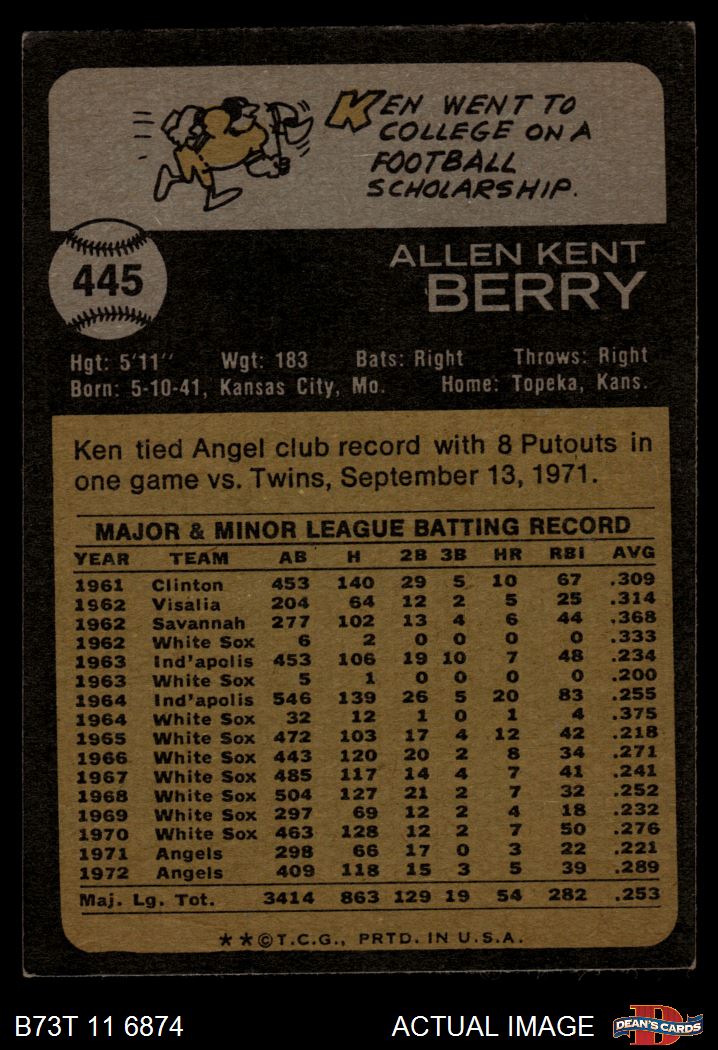 KEN WENT TO
COLLEGE ON A
FOOTBALL
SCHOLARSHIP.
445
ALLEN KENT
BERRY
Hgt: 5'11" Wgt: 183 Bats: Right Throws: Right
Born: 5-10-41, Kansas City, Mo. Home: Topeka, Kans.
Ken tied Angel club record with 8 Putouts in
one game vs. Twins, September 13, 1971.
MAJOR & MINOR LEAGUE BATTING RECORD
YEAR TEAM AB H 2B 3B HR RBI AVG
1961 Clinton 453 140 29 5 10 67 .309
1962 Visalia 204 64 12 2 5 25 .314
1962 Savannah 277 102 13 4 6 44 .368
1962 White Sox 6 2 0 0 0 0 .333
1963 Ind'apolis 453 106 19 10 7 48 .234
1963 White Sox 5 1 0 0 0 0 .200
1964 Ind'apolis 546 139 26 5 20 83 .255
1964 White Sox 32 12 1 0 1 4 .375
1965 White Sox 472 103 17 4 12 42 .218
1966 White Sox 443 120 20 2 8 34 .271
1967 White Sox 485 117 14 4 7 41 .241
1968 White Sox 504 127 21 2 7 32 .252
1969 White Sox 297 69 12 2 4 18 .232
1970 White Sox 463 128 12 2 7 50 .276
1971 Angels 298 66 17 0 3 22 .221
1972 Angels 409 118 15 3 5 39 .289
Maj. Lg. Tot. 3414 863 129 19 54 282 .253
**©T.C.G., PRTD. IN U.S.A.
B73T 11 6874 ACTUAL IMAGE DEAN'S CARDS